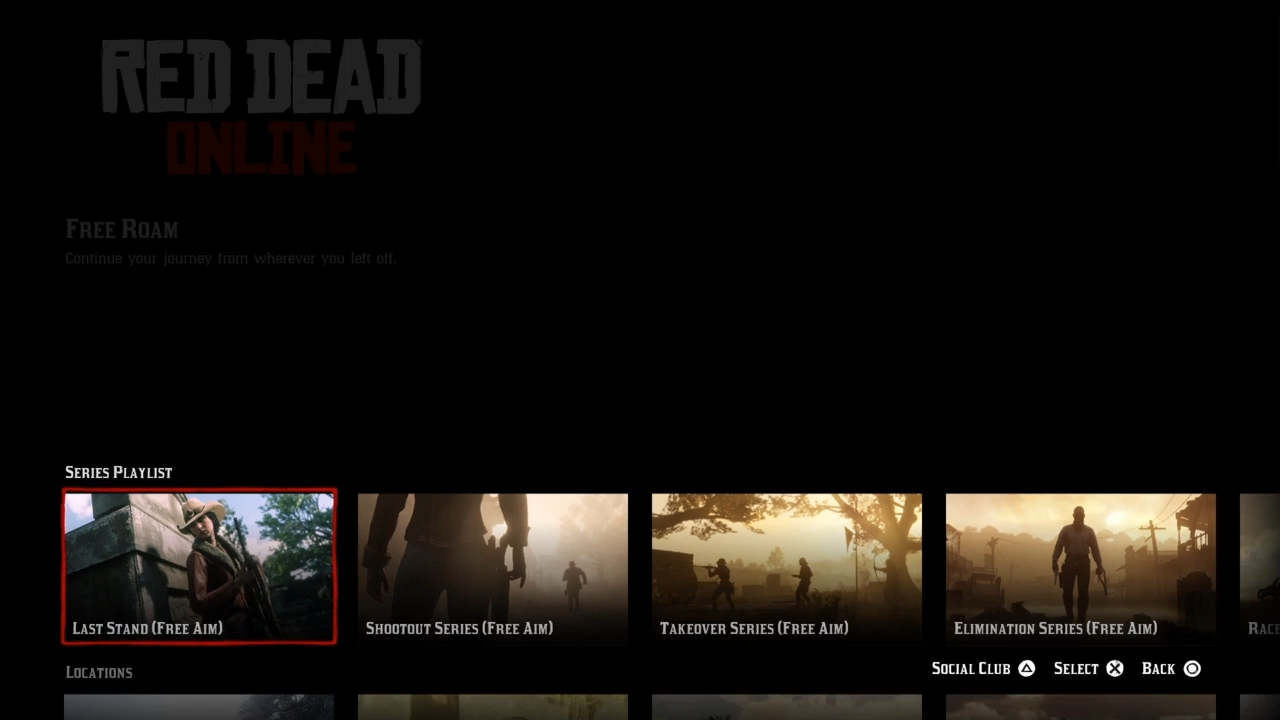 RED DEAD
ONLINE
FREE ROAM
Continue your journey from wherever you left off.
SERIES PLAYLIST
LAST STAND (FREE AIM)
SHOOTOUT SERIES (FREE AIM)
TAKEOVER SERIES (FREE AIM)
ELIMINATION SERIES (FREE AIM)
LOCATIONS
SOCIAL CLUB
SELECT
BACK